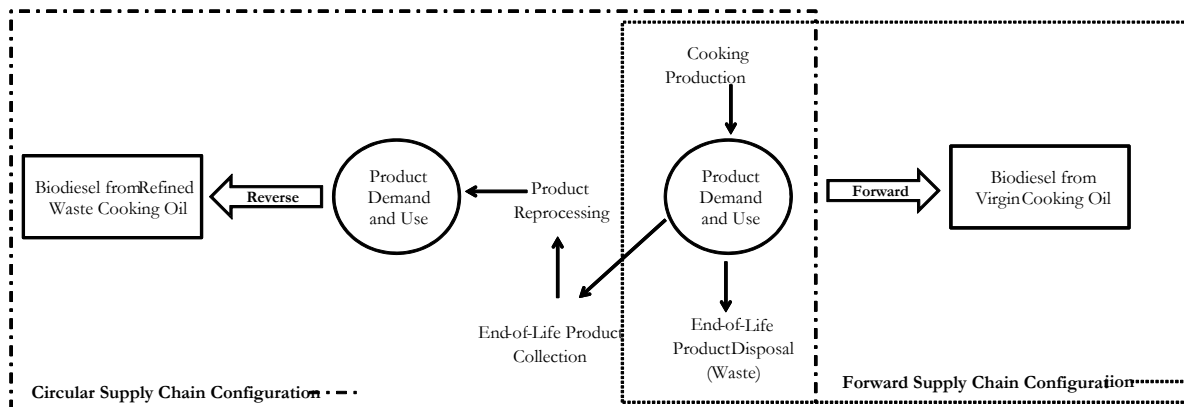 Cooking
Production
Biodiesel from Refined
Waste Cooking Oil
Reverse
Product
Demand
and Use
Product
Reprocessing
Product
Demand
and Use
Forward
Biodiesel from
Virgin Cooking Oil
End-of-Life Product
Collection
End-of-Life
Product Disposal
(Waste)
Circular Supply Chain Configuration
Forward Supply Chain Configuration